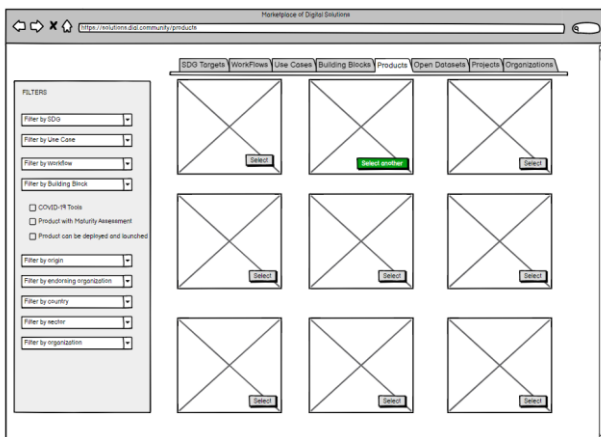 Marketplace of Digital Solutions
https://solutions.dial.community/products
SDG Targets WorkFlows Use Cases Building Blocks Products Open Datasets Projects Organizations
FILTERS
Filter by SDG
Filter by Use Case
Filter by Workflow
Filter by Building Block
COVID-19 Tools
Product with Maturity Assessment
Product can be deployed and launched
Filter by origin
Filter by endorsing organization
Filter by country
Filter by sector
Filter by organization
Select
Select another
Select
Select
Select
Select
Select
Select
Select